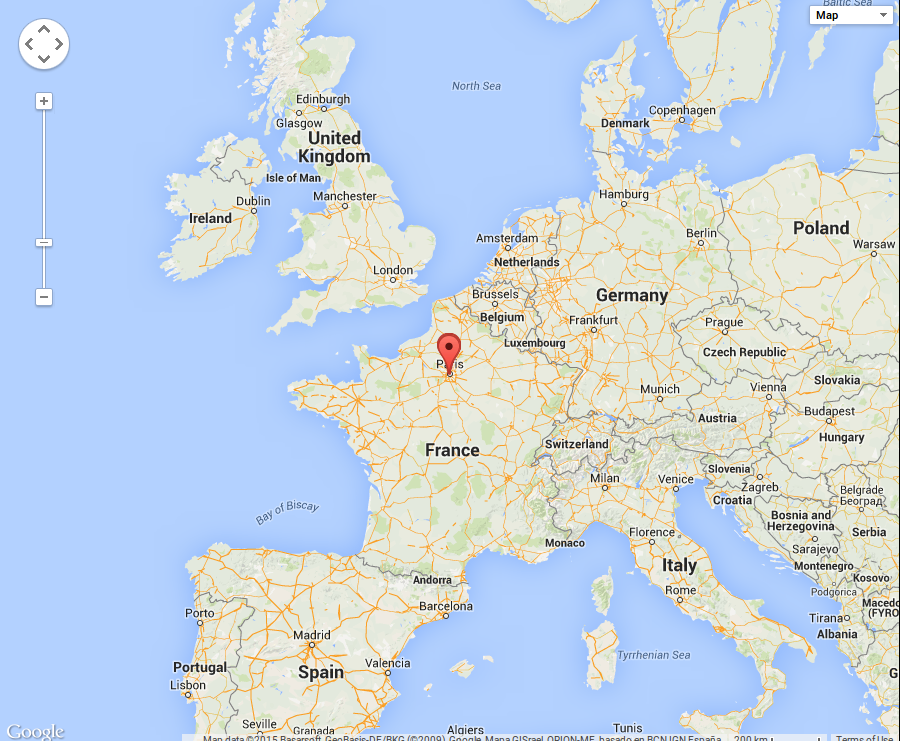 Baltic Sea
Map
North Sea
Edinburgh
Glasgow
Copenhagen
Denmark
United
Kingdom
Isle of Man
Manchester
Dublin
Ireland
Hamburg
Poland
Berlin
Warsaw
Amsterdam
Netherlands
London
Brussels
Germany
Belgium
Frankfurt
Prague
Luxembourg
Czech Republic
Paris
Munich
Vienna
Slovakia
Austria
Budapest
Hungary
France
Switzerland
Milan
Venice
Slovenia
Zagreb
Croatia
Belgrade
Београд
Bay of Biscay
Bosnia and
Herzegovina
Florence
Serbia
Monaco
Sarajevo
Italy
Montenegro
Andorra
Kosovo
Rome
Podgorica
Barcelona
Porto
Macedo
(FYRO
Tirana
Albania
Madrid
Tyrrhenian Sea
Portugal
Valencia
Spain
G
Lisbon
Seville
Granada
Algiers
Tunis
Google
Map data ©2015 Basarsoft, GeoBasis-DE/BKG (©2009), Google, Mapa GISrael, ORION-ME, basado en BCN IGN España
200 km
Terms of Use